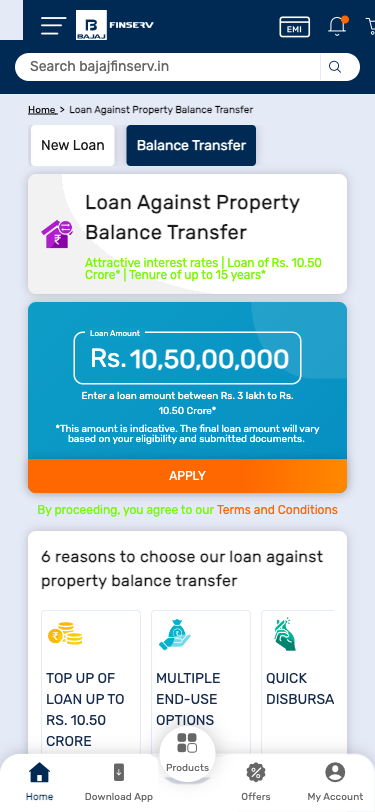 BAJAJ
FINSERV
EMI
Search bajajfinserv.in
Home > Loan Against Property Balance Transfer
New Loan
Balance Transfer
Loan Against Property
Balance Transfer
Attractive interest rates | Loan of Rs. 10.50
Crore* | Tenure of up to 15 years*
Loan Amount
Rs. 10,50,00,000
Enter a loan amount between Rs. 3 lakh to Rs.
10.50 Crore*
*This amount is indicative. The final loan amount will vary
based on your eligibility and submitted documents.
APPLY
By proceeding, you agree to our Terms and Conditions
6 reasons to choose our loan against
property balance transfer
TOP UP OF
LOAN UP TO
RS. 10.50
CRORE
MULTIPLE
END-USE
OPTIONS
QUICK
DISBURSA
Home
Download App
Products
Offers
My Account